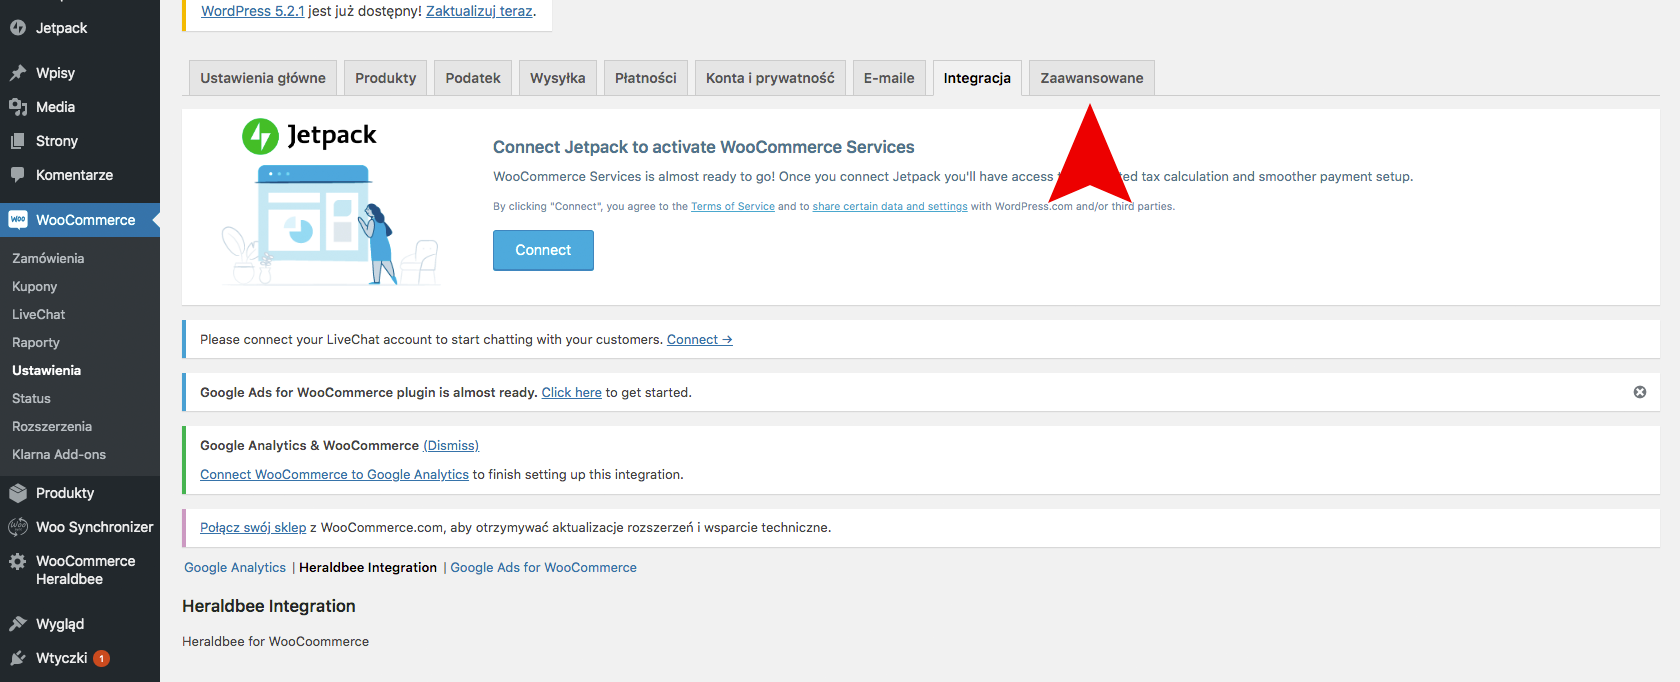 Jetpack
Wpisy
Media
Strony
Komentarze
WooCommerce
Zamówienia
Kupony
LiveChat
Raporty
Ustawienia
Status
Rozszerzenia
Klarna Add-ons
Produkty
Woo Synchronizer
WooCommerce
Heraldbee
Wygląd
Wtyczki 1
WordPress 5.2.1 jest już dostępny! Zaktualizuj teraz.
Ustawienia główne Produkty Podatek Wysyłka Płatności Konta i prywatność E-maile Integracja Zaawansowane
Jetpack
Connect Jetpack to activate WooCommerce Services
WooCommerce Services is almost ready to go! Once you connect Jetpack you'll have access tax calculation and smoother payment setup.
By clicking "Connect", you agree to the Terms of Service and to share certain data and settings with WordPress.com and/or third parties.
Connect
Please connect your LiveChat account to start chatting with your customers. Connect →
Google Ads for WooCommerce plugin is almost ready. Click here to get started.
Google Analytics & WooCommerce (Dismiss)
Connect WooCommerce to Google Analytics to finish setting up this integration.
Połącz swój sklep z WooCommerce.com, aby otrzymywać aktualizacje rozszerzeń i wsparcie techniczne.
Google Analytics | Heraldbee Integration | Google Ads for WooCommerce
Heraldbee Integration
Heraldbee for WooCoommerce